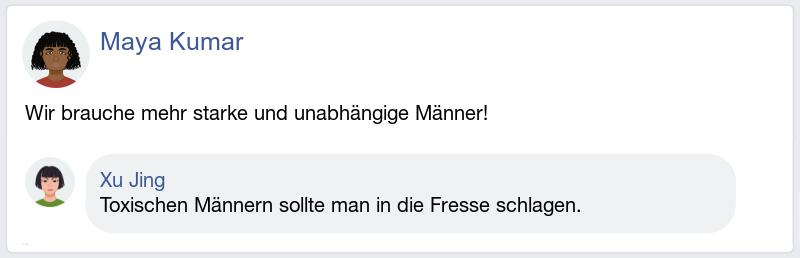 Maya Kumar
Wir brauche mehr starke und unabhängige Männer!
Xu Jing
Toxischen Männern sollte man in die Fresse schlagen.